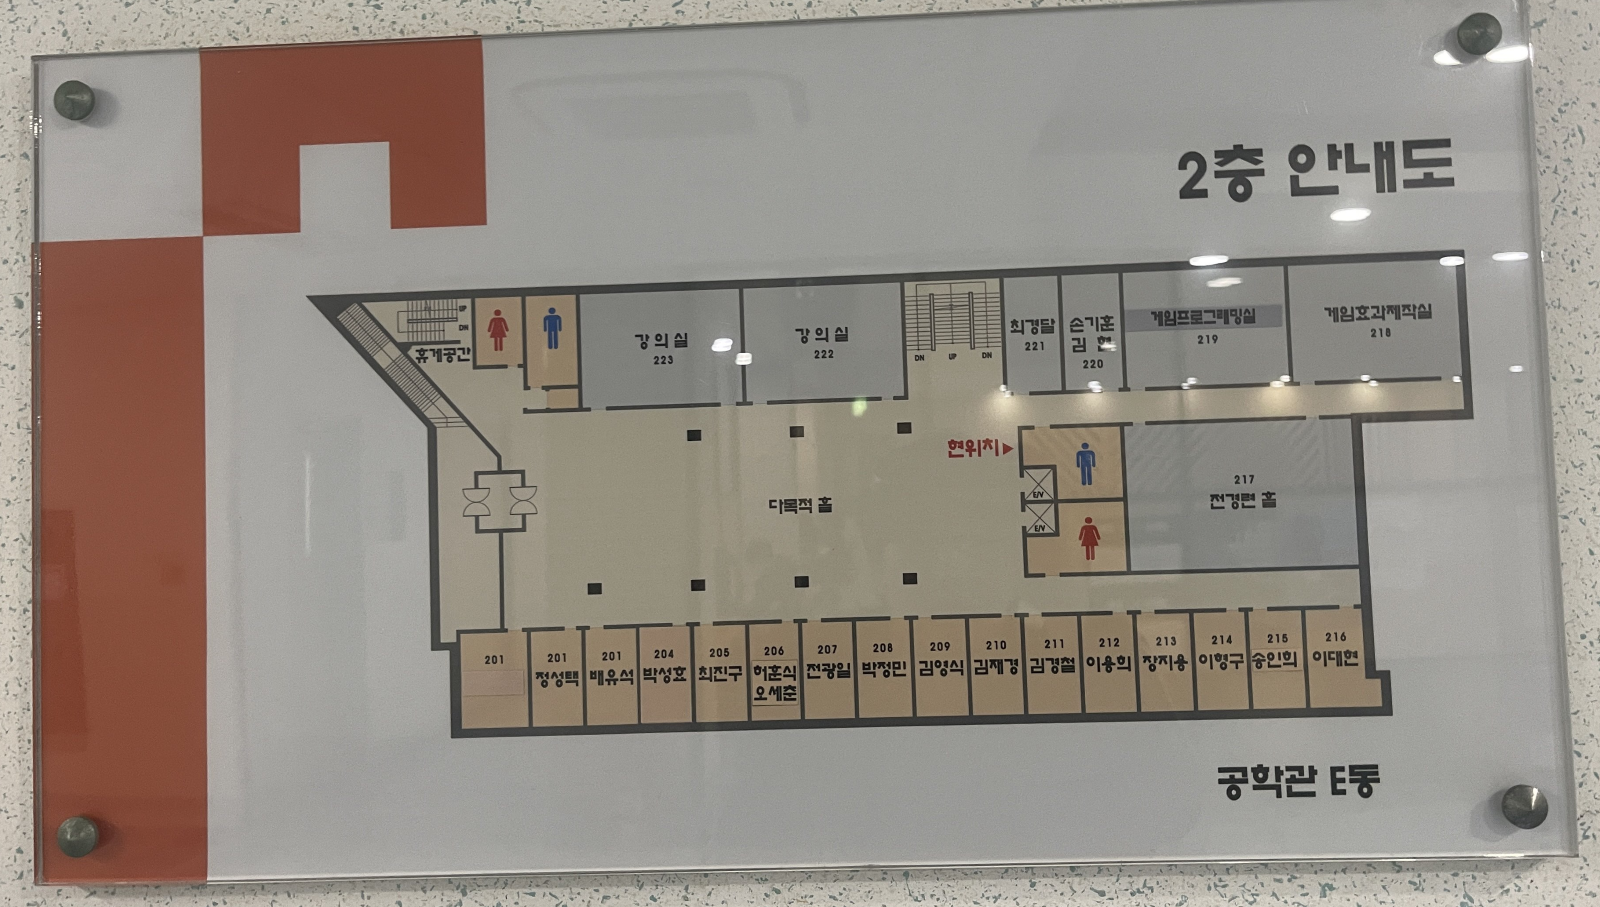 2층 안내도
UP
DN
휴게공간
강의실
223
강의실
222
DN UP DN
최경달
221
손기훈
김 현
220
게임프로그래밍실
219
게임효과제작실
218
현위치
E/V
E/V
217
전경련 홀
다목적 홀
201
201
정성택
201
배유석
204
박성호
205
최진구
206
허훈식
오세춘
207
전광일
208
박정민
209
김영식
210
김재경
211
김경철
212
이용희
213
장지용
214
이형구
215
송인희
216
이대현
공학관 E동